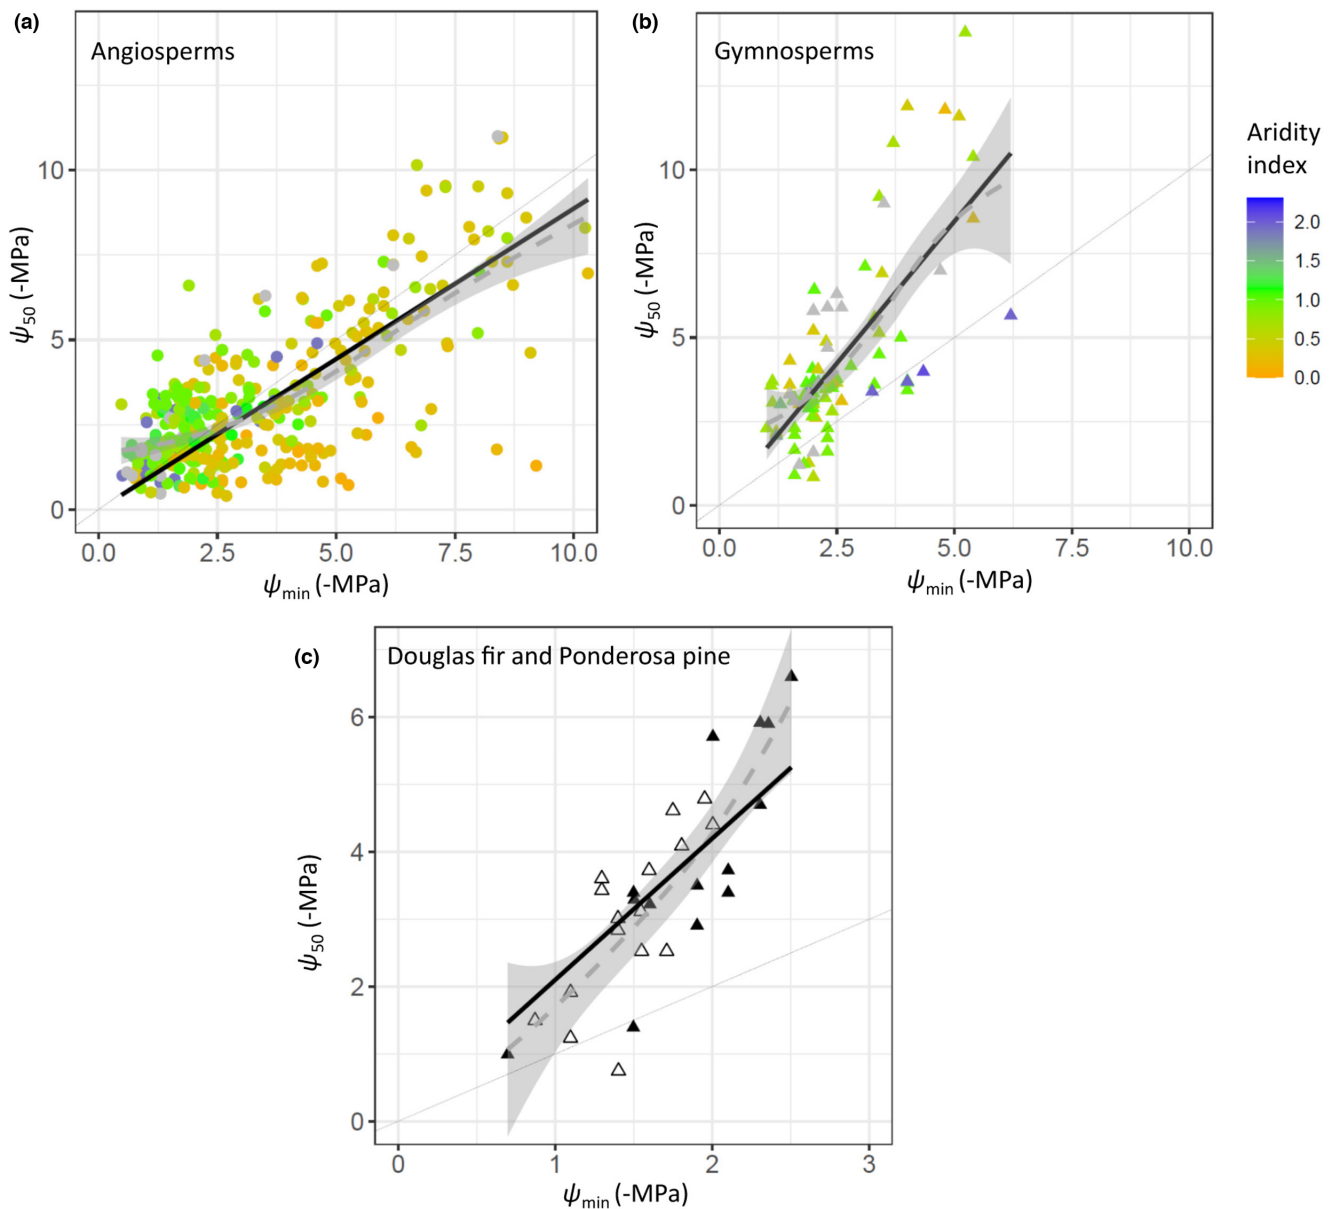 (a)
Angiosperms
10
5
0
ψ50 (-MPa)
0.0 2.5 5.0 7.5 10.0
ψmin (-MPa)
(b)
Gymnosperms
10
5
0
ψ50 (-MPa)
0.0 2.5 5.0 7.5 10.0
ψmin (-MPa)
Aridity
index
2.0
1.5
1.0
0.5
0.0
(c)
Douglas fir and Ponderosa pine
6
4
2
0
ψ50 (-MPa)
0 1 2 3
ψmin (-MPa)